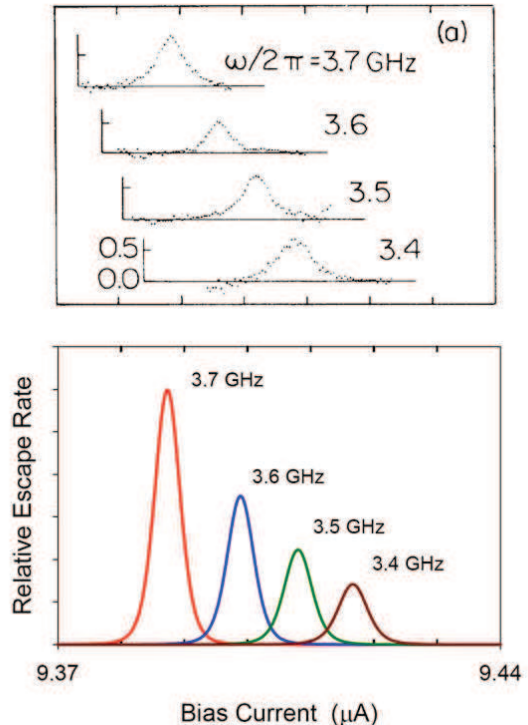 (a)
ω/2π=3.7 GHz
3.6
3.5
3.4
0.5
0.0
3.7 GHz
3.6 GHz
3.5 GHz
3.4 GHz
Relative Escape Rate
9.37
9.44
Bias Current (μA)